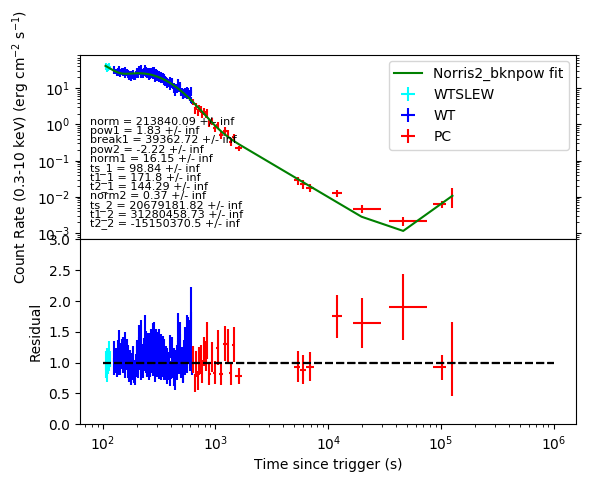 Count Rate (0.3-10 keV) (erg cm⁻² s⁻¹)
10¹
10⁰
10⁻¹
10⁻²
10⁻³
Norris2_bknpow fit
WTSLEW
WT
PC
norm = 213840.09 +/- inf
pow1 = 1.83 +/- inf
break1 = 39362.72 +/- inf
pow2 = -2.22 +/- inf
norm1 = 16.15 +/- inf
ts_1 = 98.84 +/- inf
t1_1 = 171.8 +/- inf
t2_1 = 144.29 +/- inf
norm2 = 0.37 +/- inf
ts_2 = 20679181.82 +/- inf
t1_2 = 31280458.73 +/- inf
t2_2 = -15150370.5 +/- inf
Residual
3.0
2.5
2.0
1.5
1.0
0.5
0.0
10² 10³ 10⁴ 10⁵ 10⁶
Time since trigger (s)